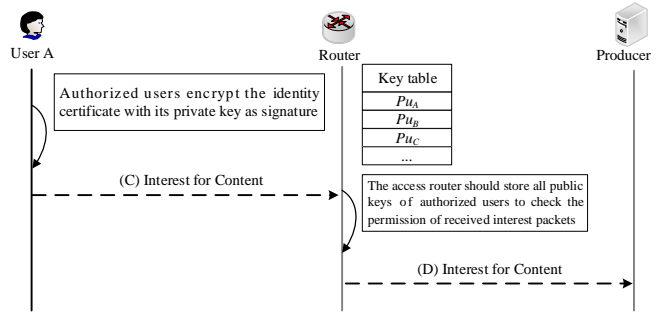 User A
Router
Producer
Authorized users encrypt the identity
certificate with its private key as signature
Key table
PuA
PuB
PuC
...
(C) Interest for Content
The access router should store all public
keys of authorized users to check the
permission of received interest packets
(D) Interest for Content